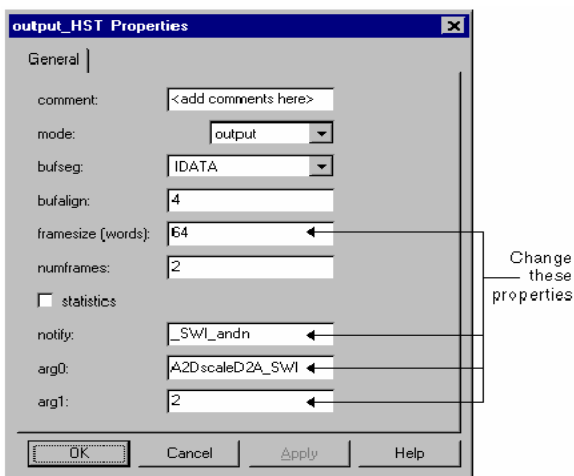 output_HST Properties
General
comment: <add comments here>
mode: output
bufseg: IDATA
bufalign: 4
framesize (words): 64
numframes: 2
statistics
notify: _SWI_andn
arg0: A2DscaleD2A_SWI
arg1: 2
Change
these
properties
OK Cancel Apply Help